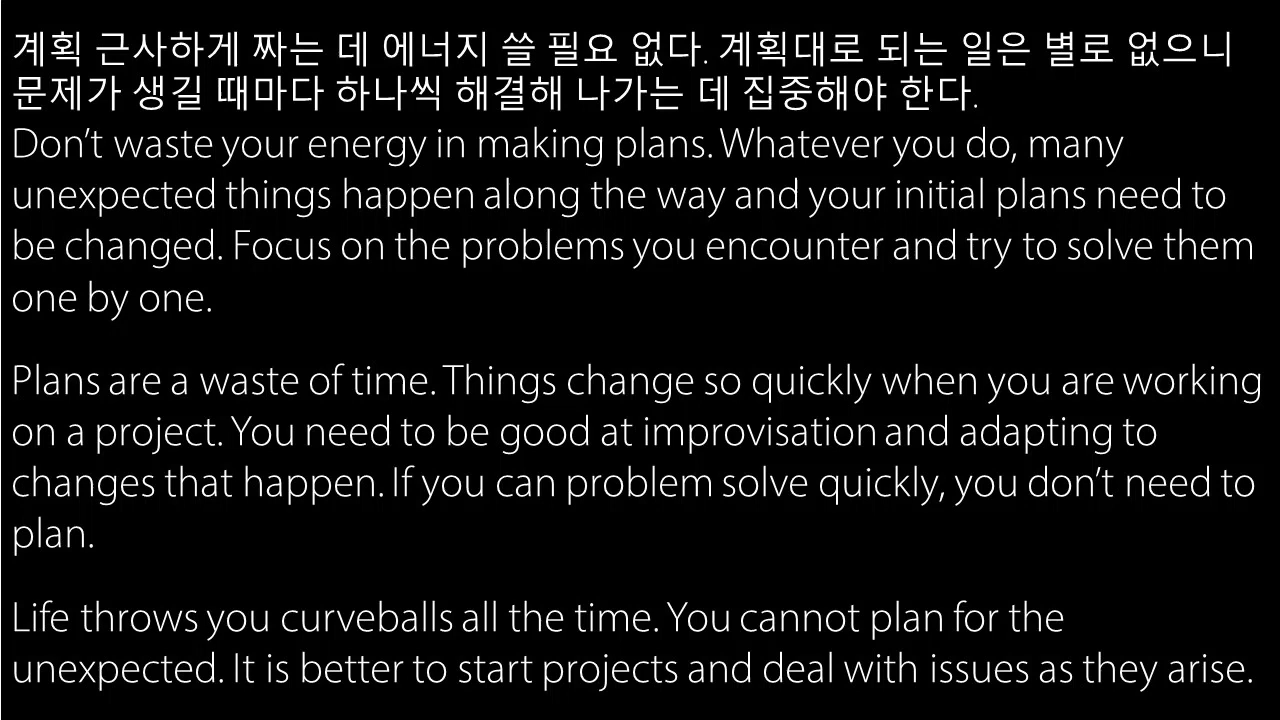 계획 근사하게 짜는 데 에너지 쓸 필요 없다. 계획대로 되는 일은 별로 없으니
문제가 생길 때마다 하나씩 해결해 나가는 데 집중해야 한다.
Don’t waste your energy in making plans. Whatever you do, many
unexpected things happen along the way and your initial plans need to
be changed. Focus on the problems you encounter and try to solve them
one by one.
Plans are a waste of time. Things change so quickly when you are working
on a project. You need to be good at improvisation and adapting to
changes that happen. If you can problem solve quickly, you don’t need to
plan.
Life throws you curveballs all the time. You cannot plan for the
unexpected. It is better to start projects and deal with issues as they arise.